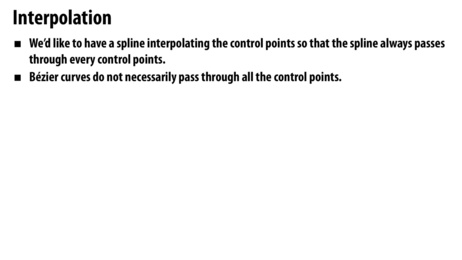 Interpolation
■ We'd like to have a spline interpolating the control points so that the spline always passes
through every control points.
■ Bézier curves do not necessarily pass through all the control points.